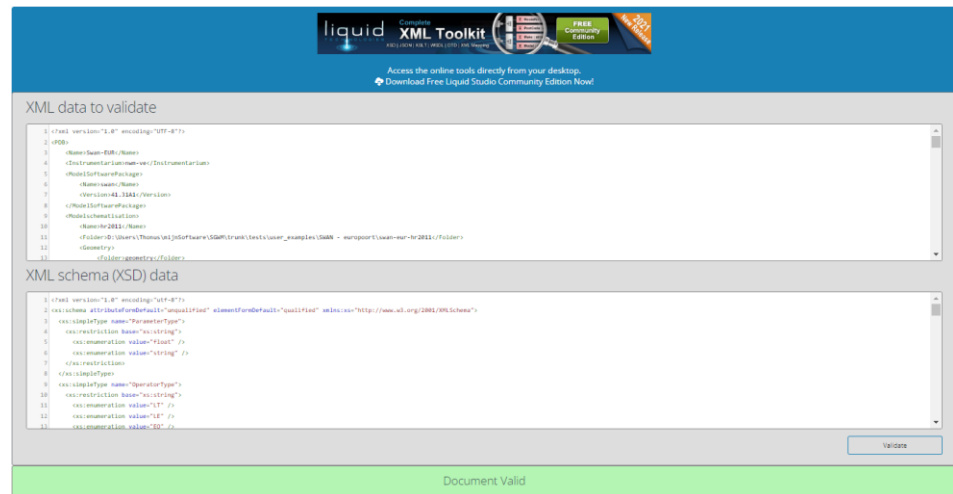 liquid
TECHNOLOGIES
Complete
XML Toolkit
FREE
Community
Edition
2021
New Release
Access the online tools directly from your desktop.
Download Free Liquid Studio Community Edition Now!
XML data to validate
1 <?xml version="1.0" encoding="UTF-8"?>
2 <PDB>
3 <Name>Swan-EUR</Name>
4 <Instrumentarium>nwm-vw</Instrumentarium>
5 <ModelSoftwarePackage>
6 <Name>swan</Name>
7 <Version>41.31A1</Version>
8 </ModelSoftwarePackage>
9 <Modelschematisation>
10 <Name>hr2011</Name>
11 <Folder>D:\Users\Thomas\mijnSoftware\SGWM\trunk\tests\user_examples\SWAN - europoort\swan-eur-hr2011</Folder>
12 <Geometry>
13 <Folder>geometry</Folder>
XML schema (XSD) data
1 <?xml version="1.0" encoding="utf-8"?>
2 <xs:schema attributeFormDefault="unqualified" elementFormDefault="qualified" xmlns:xs="http://www.w3.org/2001/XMLSchema">
3 <xs:simpleType name="ParameterType">
4 <xs:restriction base="xs:string">
5 <xs:enumeration value="float" />
6 <xs:enumeration value="string" />
7 </xs:restriction>
8 </xs:simpleType>
9 <xs:simpleType name="OperatorType">
10 <xs:restriction base="xs:string">
11 <xs:enumeration value="LT" />
12 <xs:enumeration value="LE" />
13 <xs:enumeration value="EQ" />
Validate
Document Valid